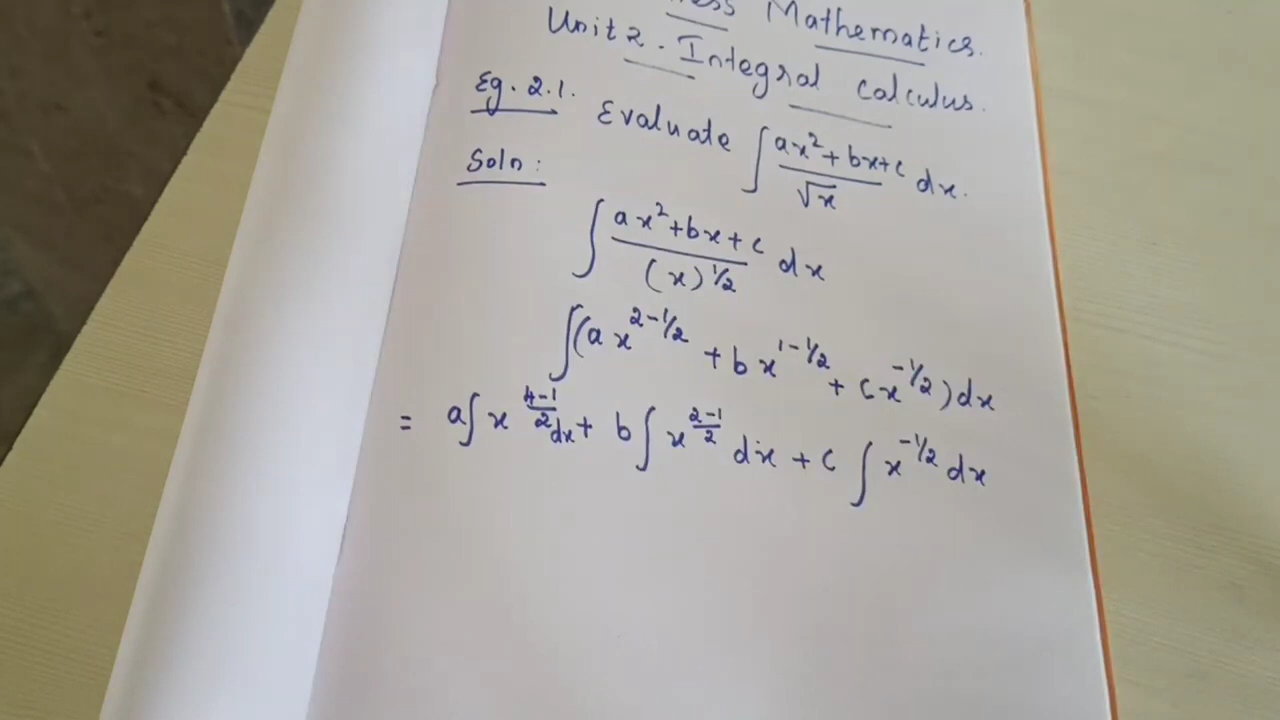 Mathematics.
Unit 2. Integral Calculus.
Eg. 2.1. Evaluate ∫ (ax² + bx + c)/√x dx.
Soln:
∫ (ax² + bx + c)/(x)^1/2 dx
∫(a x^2-1/2 + b x^1-1/2 + c x^-1/2) dx
= a∫ x^(4-1)/2 dx + b ∫ x^(2-1)/2 dx + c ∫ x^-1/2 dx